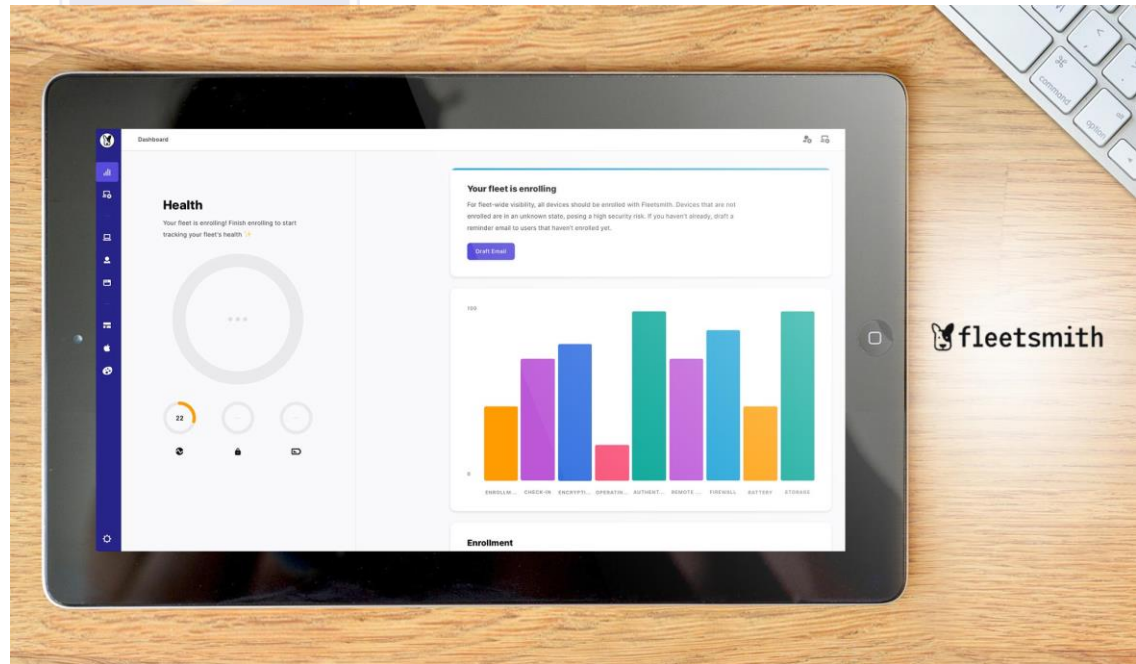 Dashboard
Health
Your fleet is enrolling! Finish enrolling to start
tracking your fleet's health
22
Your fleet is enrolling
For fleet-wide visibility, all devices should be enrolled with Fleetsmith. Devices that are not
enrolled are in an unknown state, posing a high security risk. If you haven't already, draft a
reminder email to users that haven't enrolled yet.
Draft Email
100
0
ENROLLM... CHECK-IN ENCRYPTI... OPERATIN... AUTHENT... REMOTE ... FIREWALL BATTERY STORAGE
Enrollment
fleetsmith
command
option